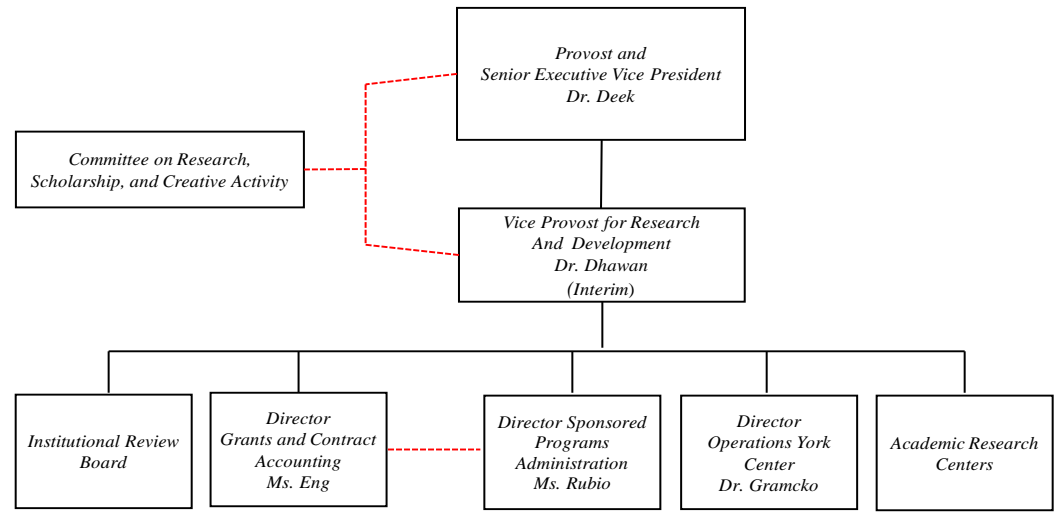 Provost and
Senior Executive Vice President
Dr. Deek
Committee on Research,
Scholarship, and Creative Activity
Vice Provost for Research
And Development
Dr. Dhawan
(Interim)
Institutional Review
Board
Director
Grants and Contract
Accounting
Ms. Eng
Director Sponsored
Programs
Administration
Ms. Rubio
Director
Operations York
Center
Dr. Gramcko
Academic Research
Centers